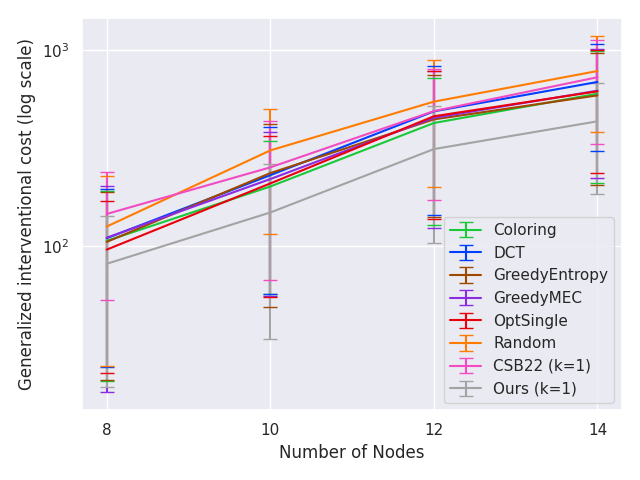 Generalized interventional cost (log scale)
10³
10²
8
10
12
14
Number of Nodes
Coloring
DCT
GreedyEntropy
GreedyMEC
OptSingle
Random
CSB22 (k=1)
Ours (k=1)